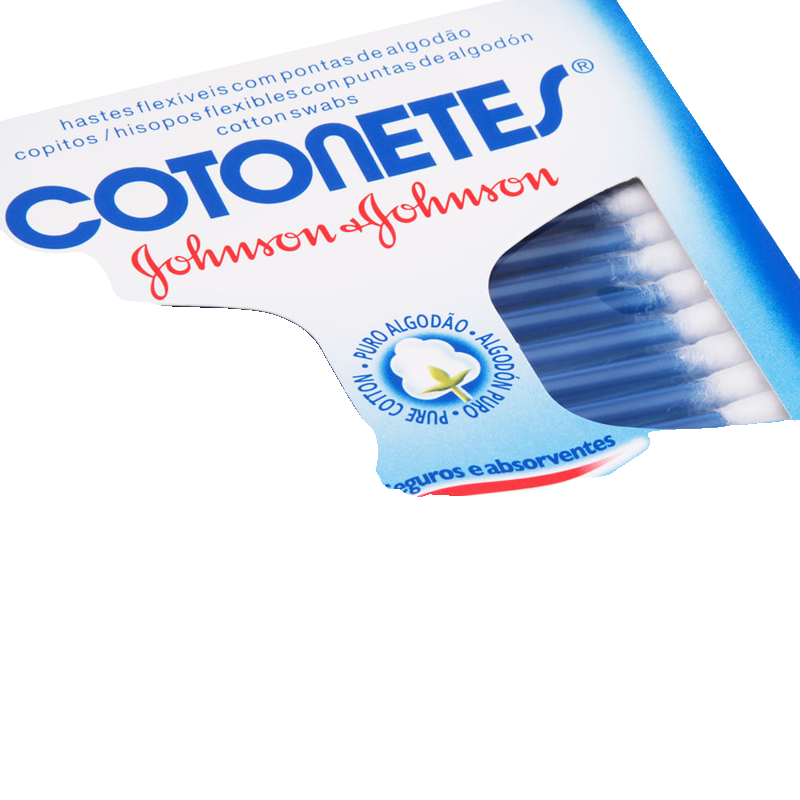 hastes flexíveis com pontas de algodão
copitos / hisopos flexibles con puntas de algodón
cotton swabs
COTONETES®
Johnson & Johnson
• PURO ALGODÃO • ALGODÓN PURO • PURE COTTON
e absorventes